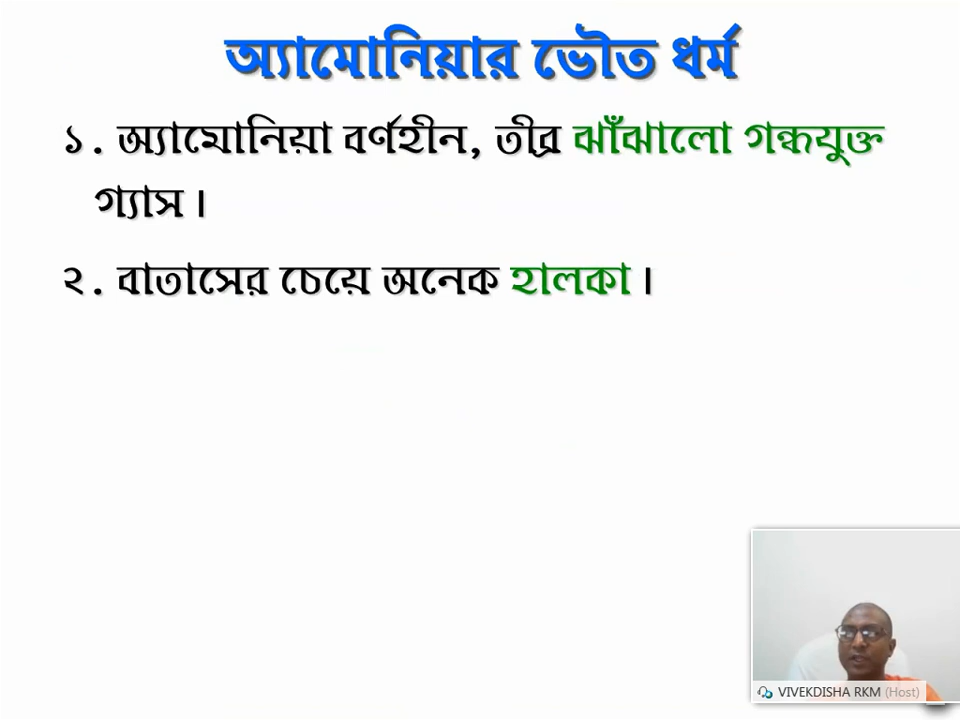 অ্যামোনিয়ার ভৌত ধর্ম
১. অ্যামোনিয়া বর্ণহীন, তীব্র ঝাঁঝালো গন্ধযুক্ত
গ্যাস।
২. বাতাসের চেয়ে অনেক হালকা।
VIVEKDISHA RKM (Host)